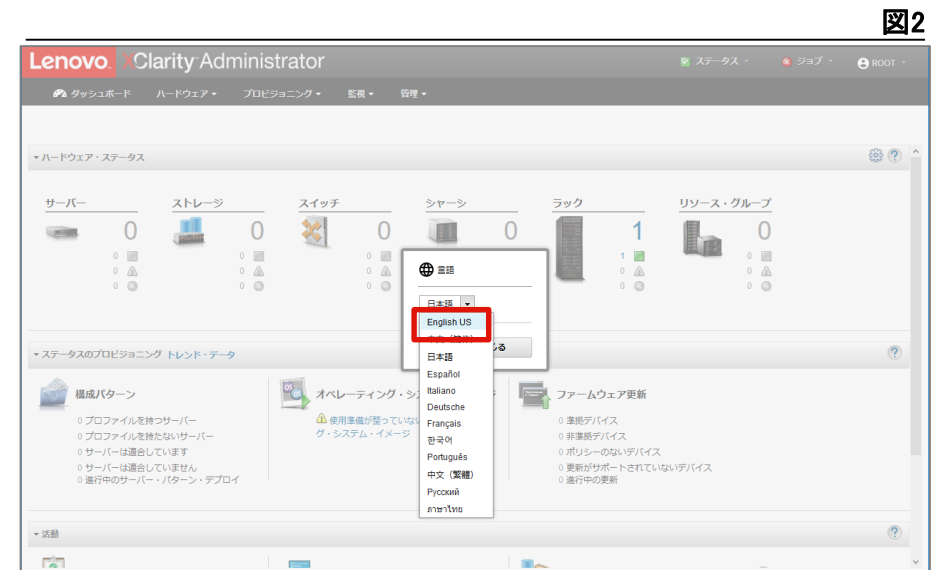 図2
Lenovo. XClarity Administrator
ステータス
ジョブ
ROOT
ダッシュボード ハードウェア プロビジョニング 監視 管理
ハードウェア・ステータス
サーバー ストレージ スイッチ シャーシ ラック リソース・グループ
0 0 0 0 1 0
0 0 0 1 0
0 0 0 0 0
0 0 0 0 0
言語
日本語
English US
日本語
Español
Italiano
Deutsche
Français
한국어
Português
中文 (繁體)
Русский
ภาษาไทย
ステータスのプロビジョニング トレンド・データ
構成パターン
0 プロファイルを持つサーバー
0 プロファイルを持たないサーバー
0 サーバーは適合しています
0 サーバーは適合していません
0 進行中のサーバー・パターン・デプロイ
オペレーティング・シ
使用準備が整っていない
グ・システム・イメージ
ファームウェア更新
0 準拠デバイス
0 非準拠デバイス
0 ポリシーのないデバイス
0 更新がサポートされていないデバイス
0 進行中の更新
活動